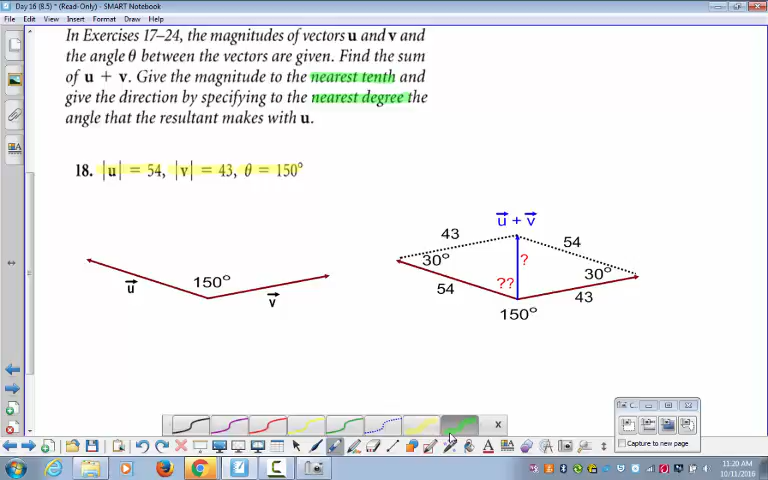 Day 16 (8.5) * (Read-Only) - SMART Notebook
File Edit View Insert Format Draw Help
In Exercises 17–24, the magnitudes of vectors u and v and
the angle θ between the vectors are given. Find the sum
of u + v. Give the magnitude to the nearest tenth and
give the direction by specifying to the nearest degree the
angle that the resultant makes with u.
18. |u| = 54, |v| = 43, θ = 150°
u + v
43
54
30°
?
150°
30°
u
54
??
43
v
150°
x
Capture to new page
11:20 AM
10/11/2016